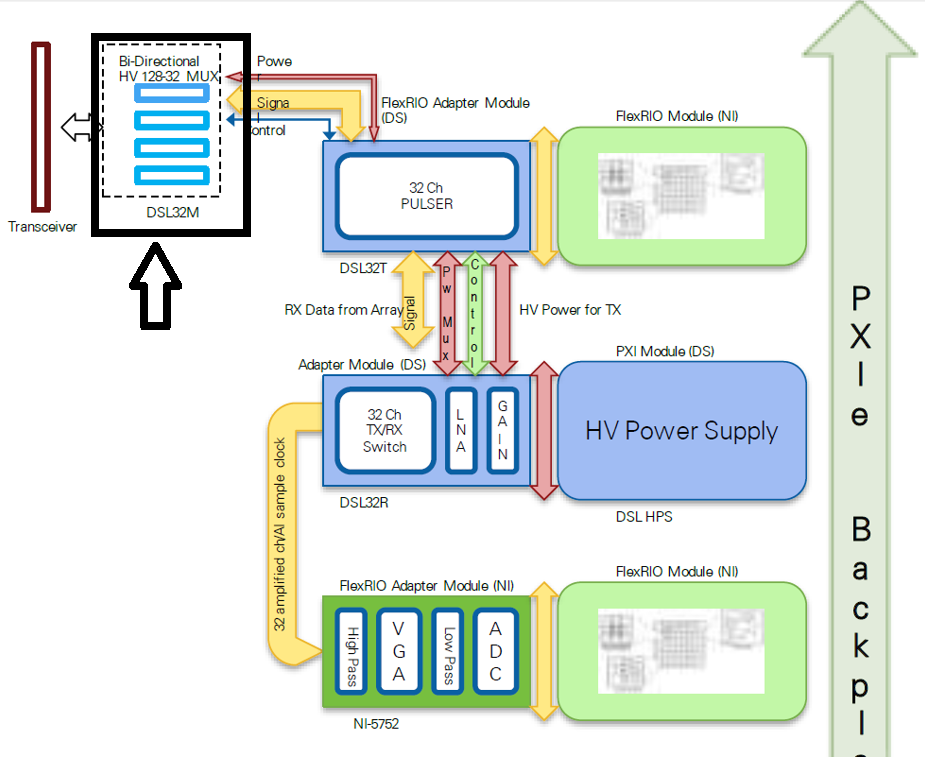 Bi-Directional
HV 128-32 MUX
Powe
r
Signa
l
ontrol
Transceiver
DSL32M
FlexRIO Adapter Module
(DS)
32 Ch
PULSER
FlexRIO Module (NI)
DSL32T
RX Data from Array
Signal
Pw Mux
Control
HV Power for TX
Adapter Module (DS)
32 Ch
TX/RX
Switch
LNA
GAIN
PXI Module (DS)
HV Power Supply
DSL32R
DSL HPS
32 amplified ch/AI sample clock
FlexRIO Adapter Module (NI)
High Pass
VGA
Low Pass
ADC
FlexRIO Module (NI)
NI-5752
PXIe Backpl